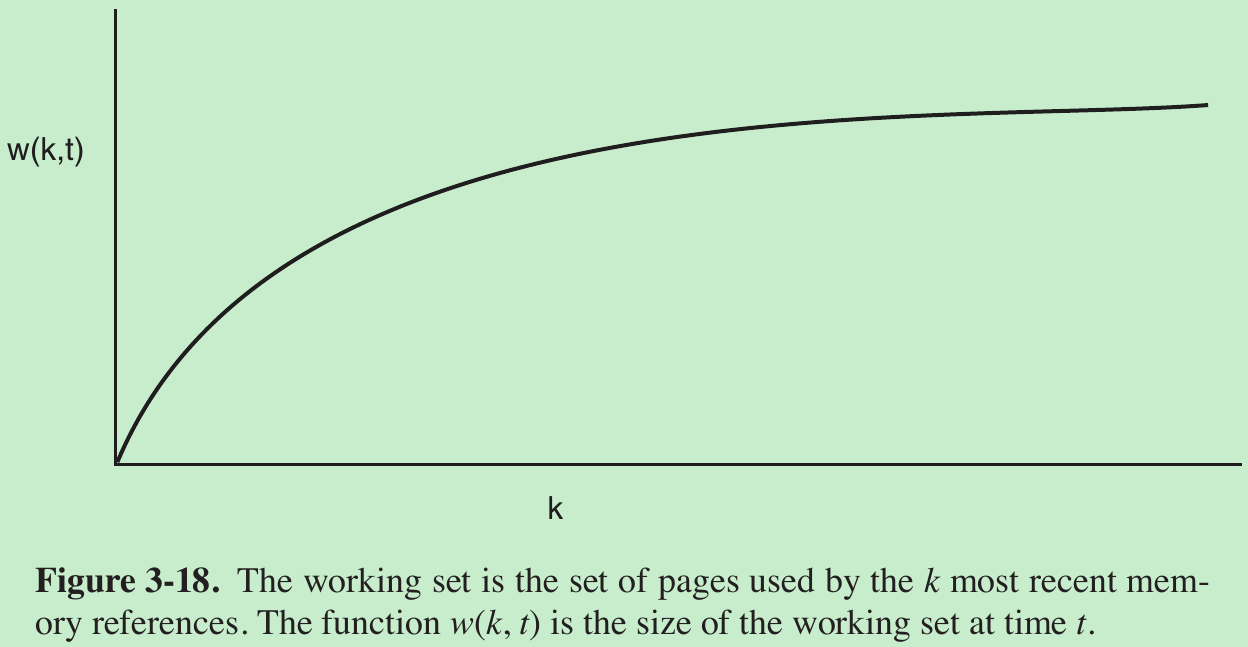 w(k,t)
k
Figure 3-18. The working set is the set of pages used by the k most recent mem-
ory references. The function w(k, t) is the size of the working set at time t.